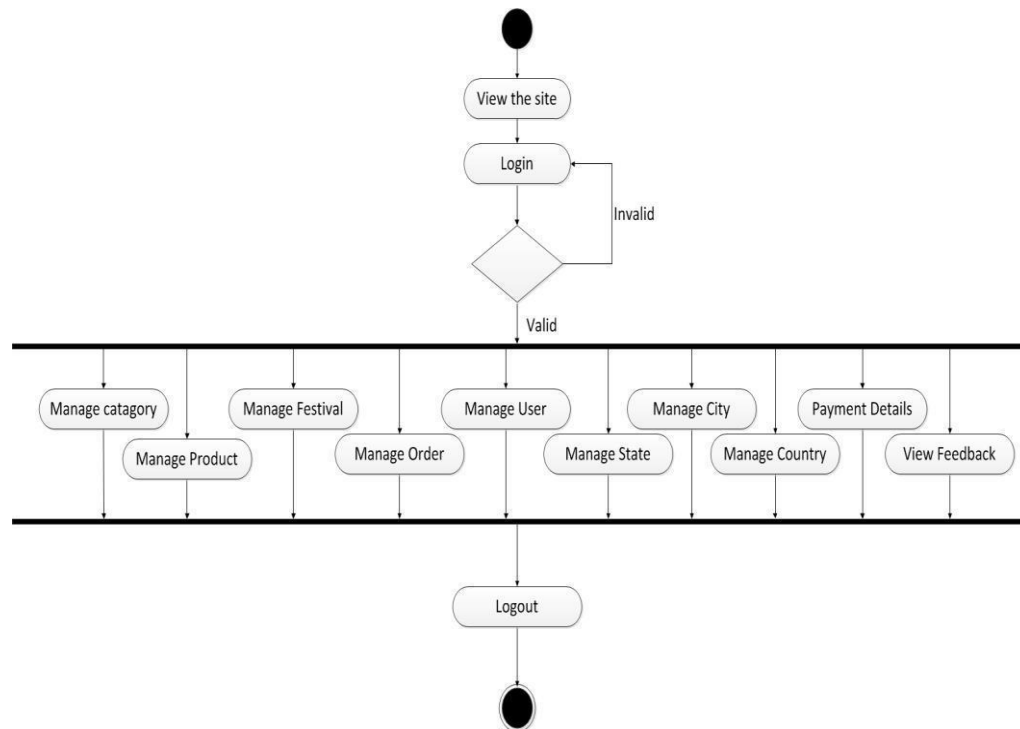 View the site
Login
Invalid
Valid
Manage catagory
Manage Festival
Manage User
Manage City
Payment Details
Manage Product
Manage Order
Manage State
Manage Country
View Feedback
Logout